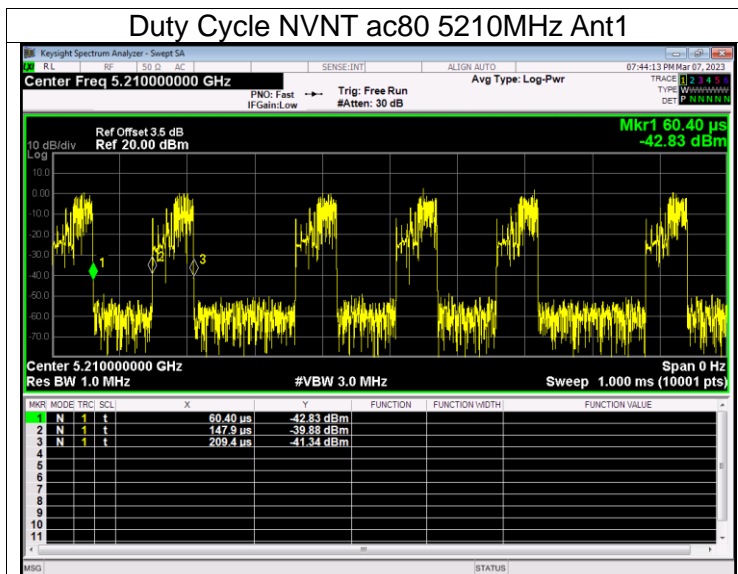 Duty Cycle NVNT ac80 5210MHz Ant1
Keysight Spectrum Analyzer - Swept SA
RL RF 50 Ω AC SENSE:INT ALIGN AUTO 07:44:13 PM Mar 07, 2023
Center Freq 5.210000000 GHz Avg Type: Log-Pwr TRACE 1 2 3 4 5 6
PNO: Fast Trig: Free Run TYPE WWWWWW
IFGain:Low #Atten: 30 dB DET P N N N N N
Mkr1 60.40 µs
Ref Offset 3.5 dB
10 dB/div Ref 20.00 dBm -42.83 dBm
Log
10.0
0.00
-10.0
-20.0
-30.0
-40.0
-50.0
-60.0
-70.0
1
2
3
Center 5.210000000 GHz Span 0 Hz
Res BW 1.0 MHz #VBW 3.0 MHz Sweep 1.000 ms (10001 pts)
MKR MODE TRC SCL X Y FUNCTION FUNCTION WIDTH FUNCTION VALUE
1 N 1 t 60.40 µs -42.83 dBm
2 N 1 t 147.9 µs -39.88 dBm
3 N 1 t 209.4 µs -41.34 dBm
4
5
6
7
8
9
10
11
MSG STATUS